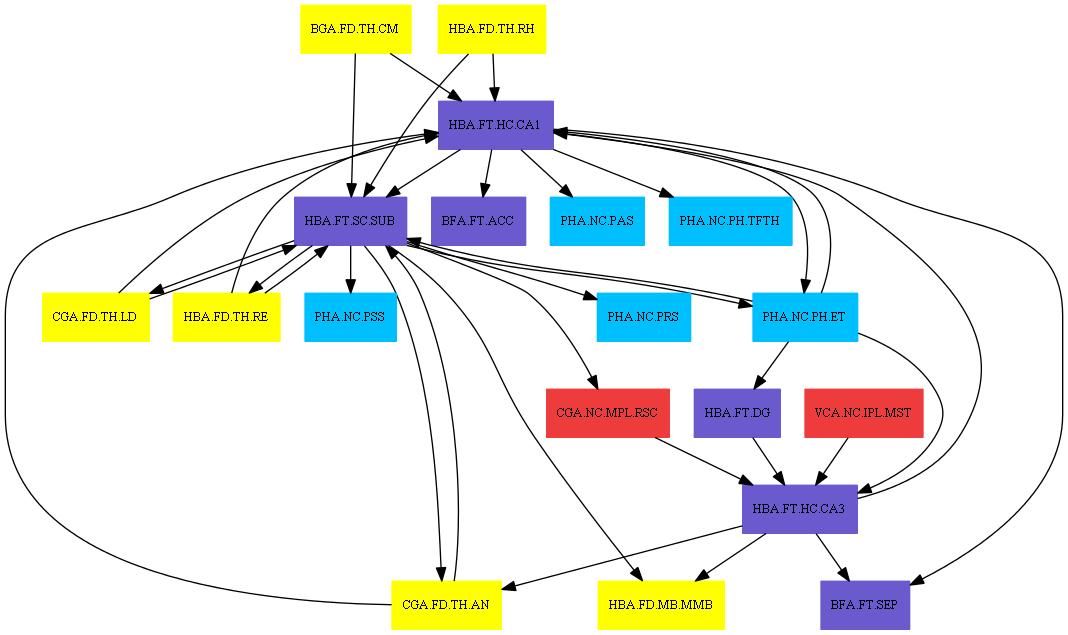 BGA.FD.TH.CM
HBA.FD.TH.RH
HBA.FT.HC.CA1
HBA.FT.SC.SUB
BFA.FT.ACC
PHA.NC.PAS
PHA.NC.PH.TFTH
CGA.FD.TH.LD
HBA.FD.TH.RE
PHA.NC.PSS
PHA.NC.PRS
PHA.NC.PH.ET
CGA.NC.MPL.RSC
HBA.FT.DG
VCA.NC.IPL.MST
HBA.FT.HC.CA3
CGA.FD.TH.AN
HBA.FD.MB.MMB
BFA.FT.SEP